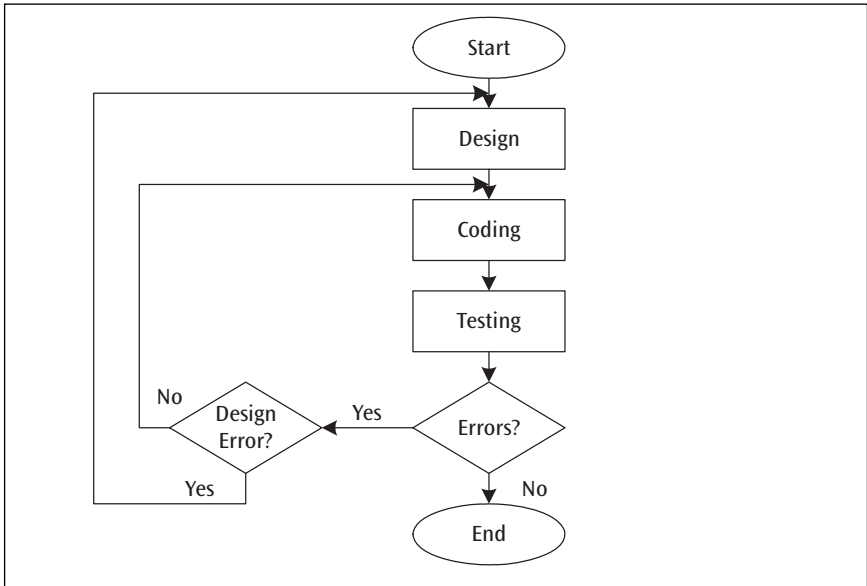 Start
Design
Coding
Testing
No
Design
Error?
Yes
Errors?
Yes
No
End